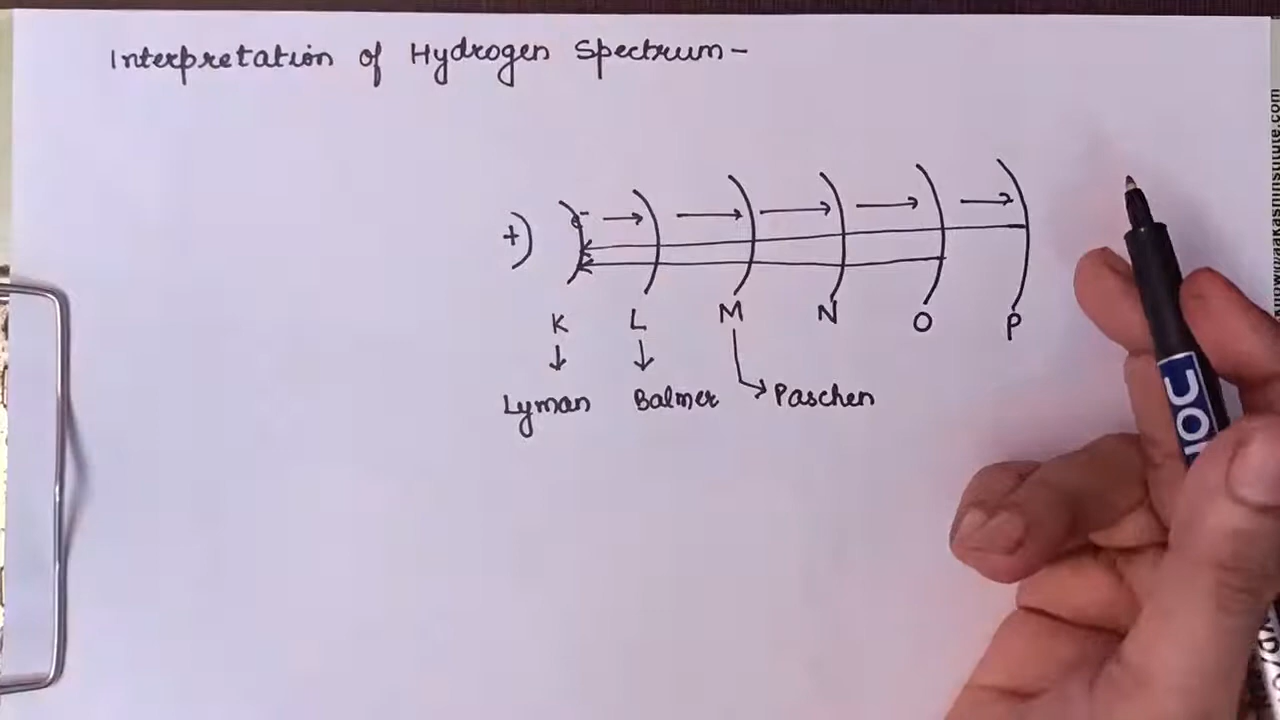 Interpretation of Hydrogen Spectrum -
+ e-
K L M N O P
Lyman Balmer Paschen